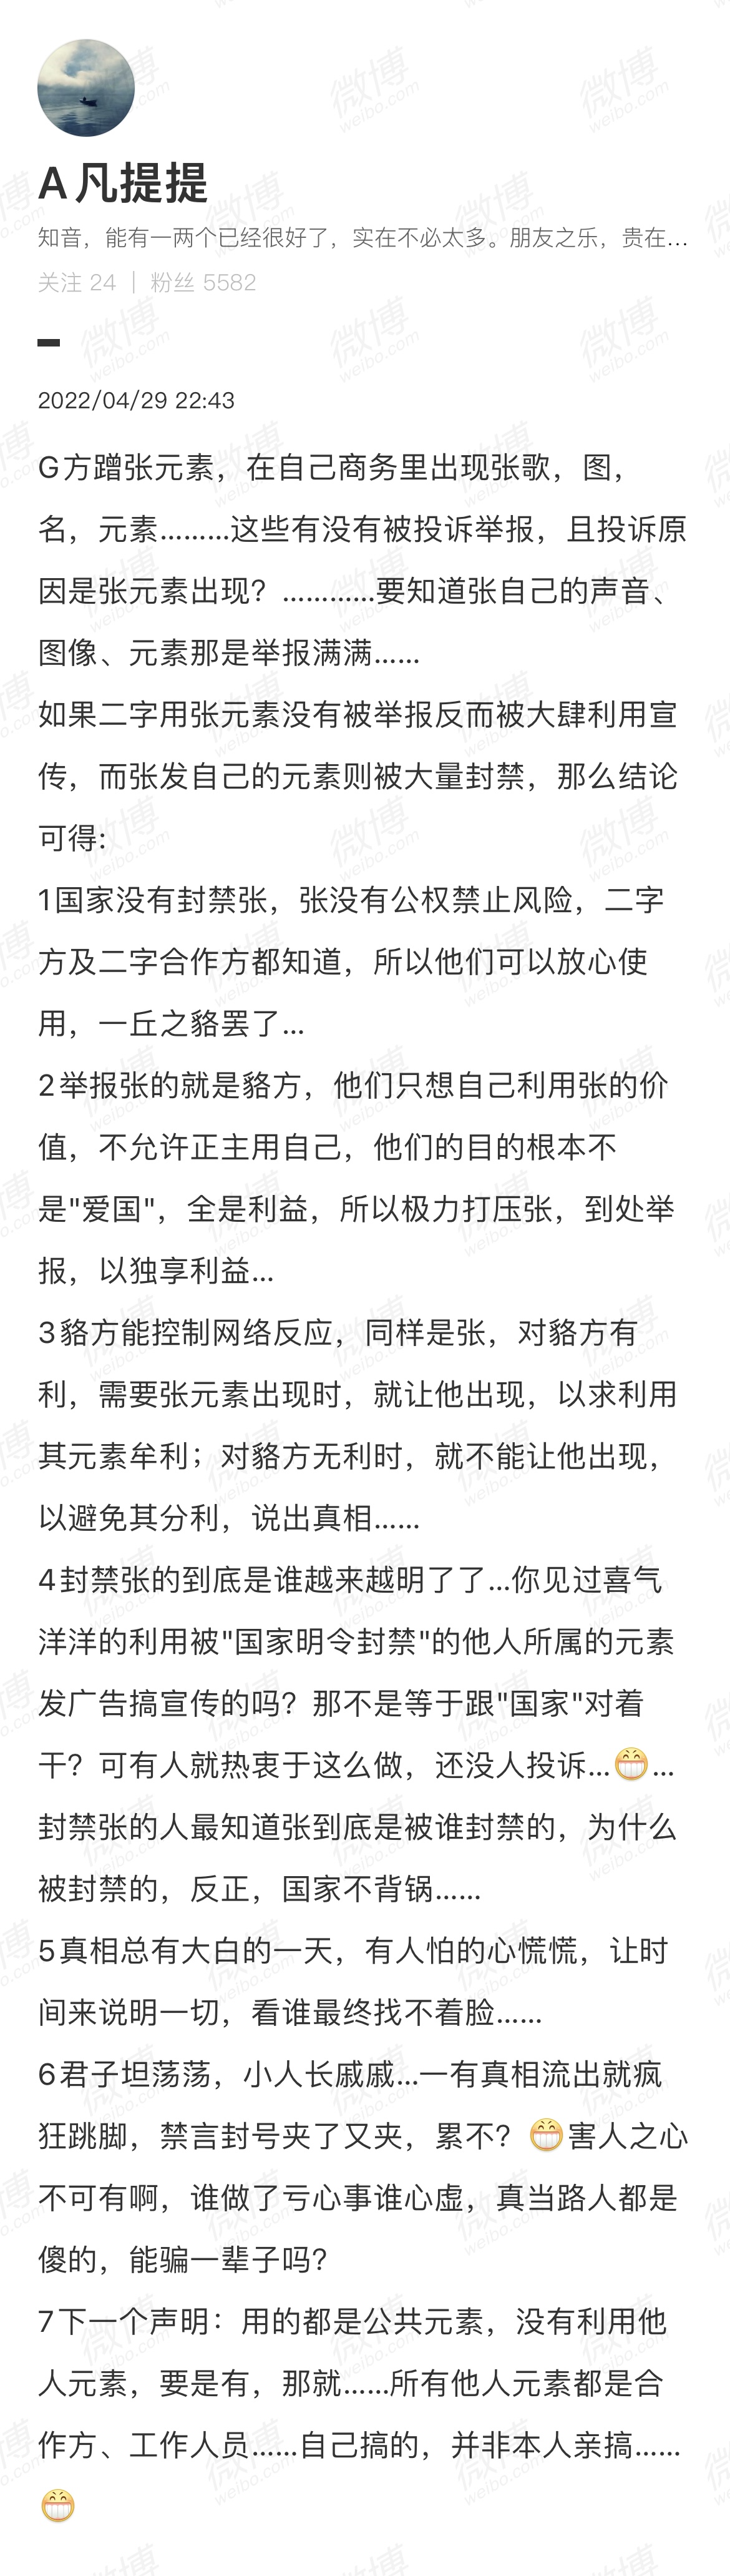 A凡提提
知音，能有一两个已经很好了，实在不必太多。朋友之乐，贵在...
关注 24 | 粉丝 5582
2022/04/29 22:43
G方蹭张元素，在自己商务里出现张歌，图，
名，元素.........这些有没有被投诉举报，且投诉原
因是张元素出现？............要知道张自己的声音、
图像、元素那是举报满满......
如果二字用张元素没有被举报反而被大肆利用宣
传，而张发自己的元素则被大量封禁，那么结论
可得:
1国家没有封禁张，张没有公权禁止风险，二字
方及二字合作方都知道，所以他们可以放心使
用，一丘之貉罢了...
2举报张的就是貉方，他们只想自己利用张的价
值，不允许正主用自己，他们的目的根本不
是"爱国"，全是利益，所以极力打压张，到处举
报，以独享利益...
3貉方能控制网络反应，同样是张，对貉方有
利，需要张元素出现时，就让他出现，以求利用
其元素牟利；对貉方无利时，就不能让他出现，
以避免其分利，说出真相......
4封禁张的到底是谁越来越明了了...你见过喜气
洋洋的利用被"国家明令封禁"的他人所属的元素
发广告搞宣传的吗？那不是等于跟"国家"对着
干？可有人就热衷于这么做，还没人投诉...😁...
封禁张的人最知道张到底是被谁封禁的，为什么
被封禁的，反正，国家不背锅......
5真相总有大白的一天，有人怕的心慌慌，让时
间来说明一切，看谁最终找不着脸......
6君子坦荡荡，小人长戚戚...一有真相流出就疯
狂跳脚，禁言封号夹了又夹，累不？😁害人之心
不可有啊，谁做了亏心事谁心虚，真当路人都是
傻的，能骗一辈子吗？
7下一个声明：用的都是公共元素，没有利用他
人元素，要是有，那就......所有他人元素都是合
作方、工作人员......自己搞的，并非本人亲搞......
😁